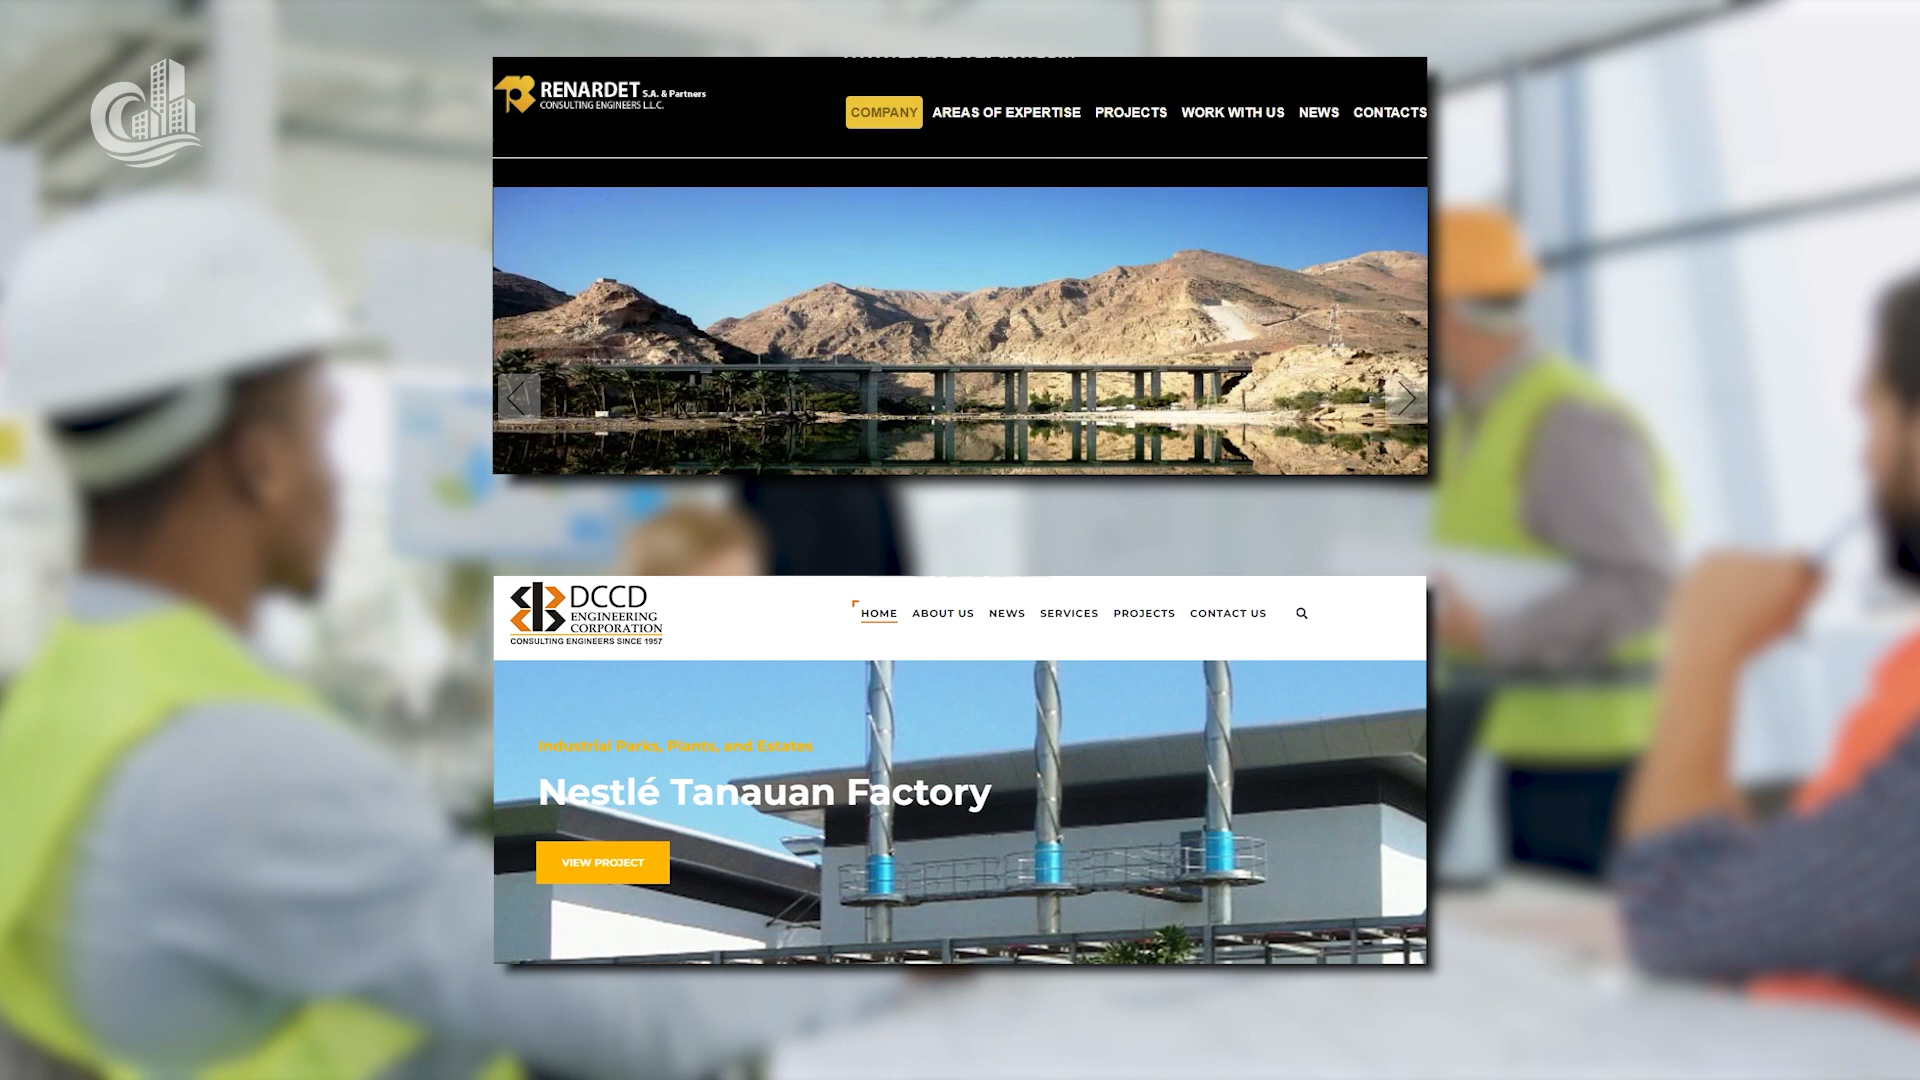 RENARDET S.A. & Partners
CONSULTING ENGINEERS L.L.C.
COMPANY AREAS OF EXPERTISE PROJECTS WORK WITH US NEWS CONTACTS
DCCD
ENGINEERING
CORPORATION
CONSULTING ENGINEERS SINCE 1957
HOME ABOUT US NEWS SERVICES PROJECTS CONTACT US
Industrial Parks, Plants, and Estates
Nestlé Tanauan Factory
VIEW PROJECT